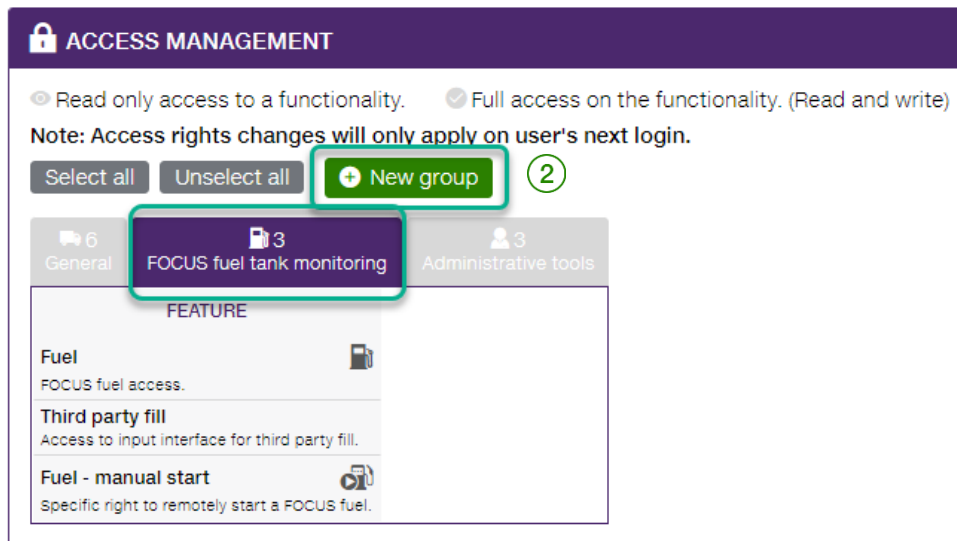 ACCESS MANAGEMENT
Read only access to a functionality. Full access on the functionality. (Read and write)
Note: Access rights changes will only apply on user's next login.
Select all Unselect all New group 2
6 3 3
General FOCUS fuel tank monitoring Administrative tools
FEATURE
Fuel
FOCUS fuel access.
Third party fill
Access to input interface for third party fill.
Fuel - manual start
Specific right to remotely start a FOCUS fuel.